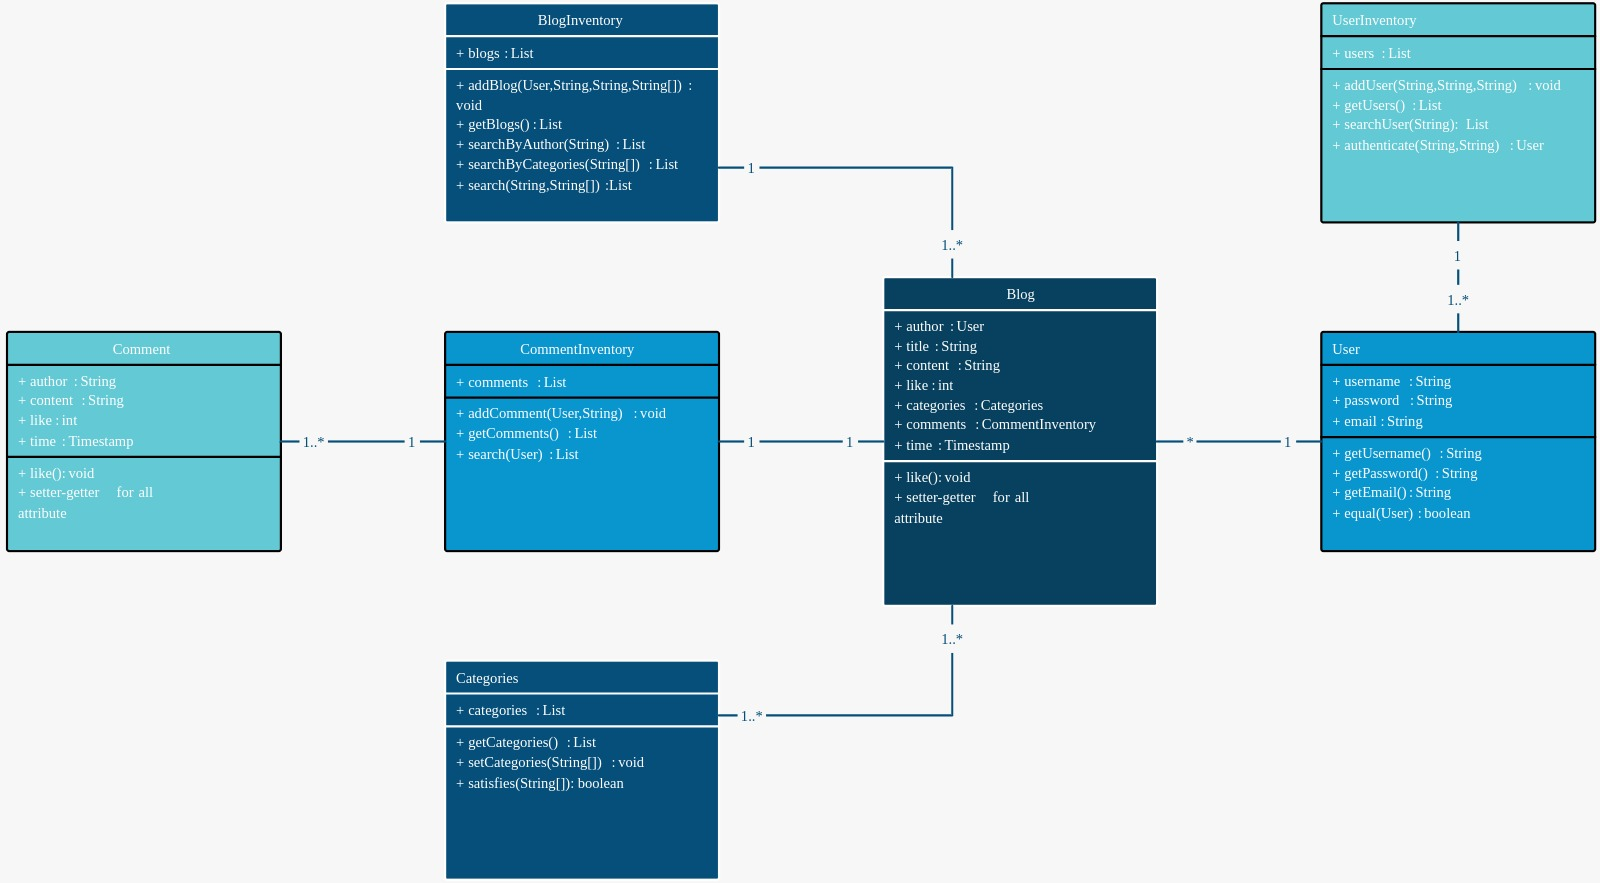 BlogInventory
+ blogs : List
+ addBlog(User,String,String,String[]) :
void
+ getBlogs() : List
+ searchByAuthor(String) : List
+ searchByCategories(String[]) : List
+ search(String,String[]) :List
UserInventory
+ users : List
+ addUser(String,String,String) : void
+ getUsers() : List
+ searchUser(String): List
+ authenticate(String,String) : User
1
1..*
1
1..*
Comment
+ author : String
+ content : String
+ like : int
+ time : Timestamp
+ like(): void
+ setter-getter for all
attribute
1..*
1
CommentInventory
+ comments : List
+ addComment(User,String) : void
+ getComments() : List
+ search(User) : List
1
1
Blog
+ author : User
+ title : String
+ content : String
+ like : int
+ categories : Categories
+ comments : CommentInventory
+ time : Timestamp
+ like(): void
+ setter-getter for all
attribute
*
1
User
+ username : String
+ password : String
+ email : String
+ getUsername() : String
+ getPassword() : String
+ getEmail() : String
+ equal(User) : boolean
1..*
1..*
Categories
+ categories : List
+ getCategories() : List
+ setCategories(String[]) : void
+ satisfies(String[]): boolean